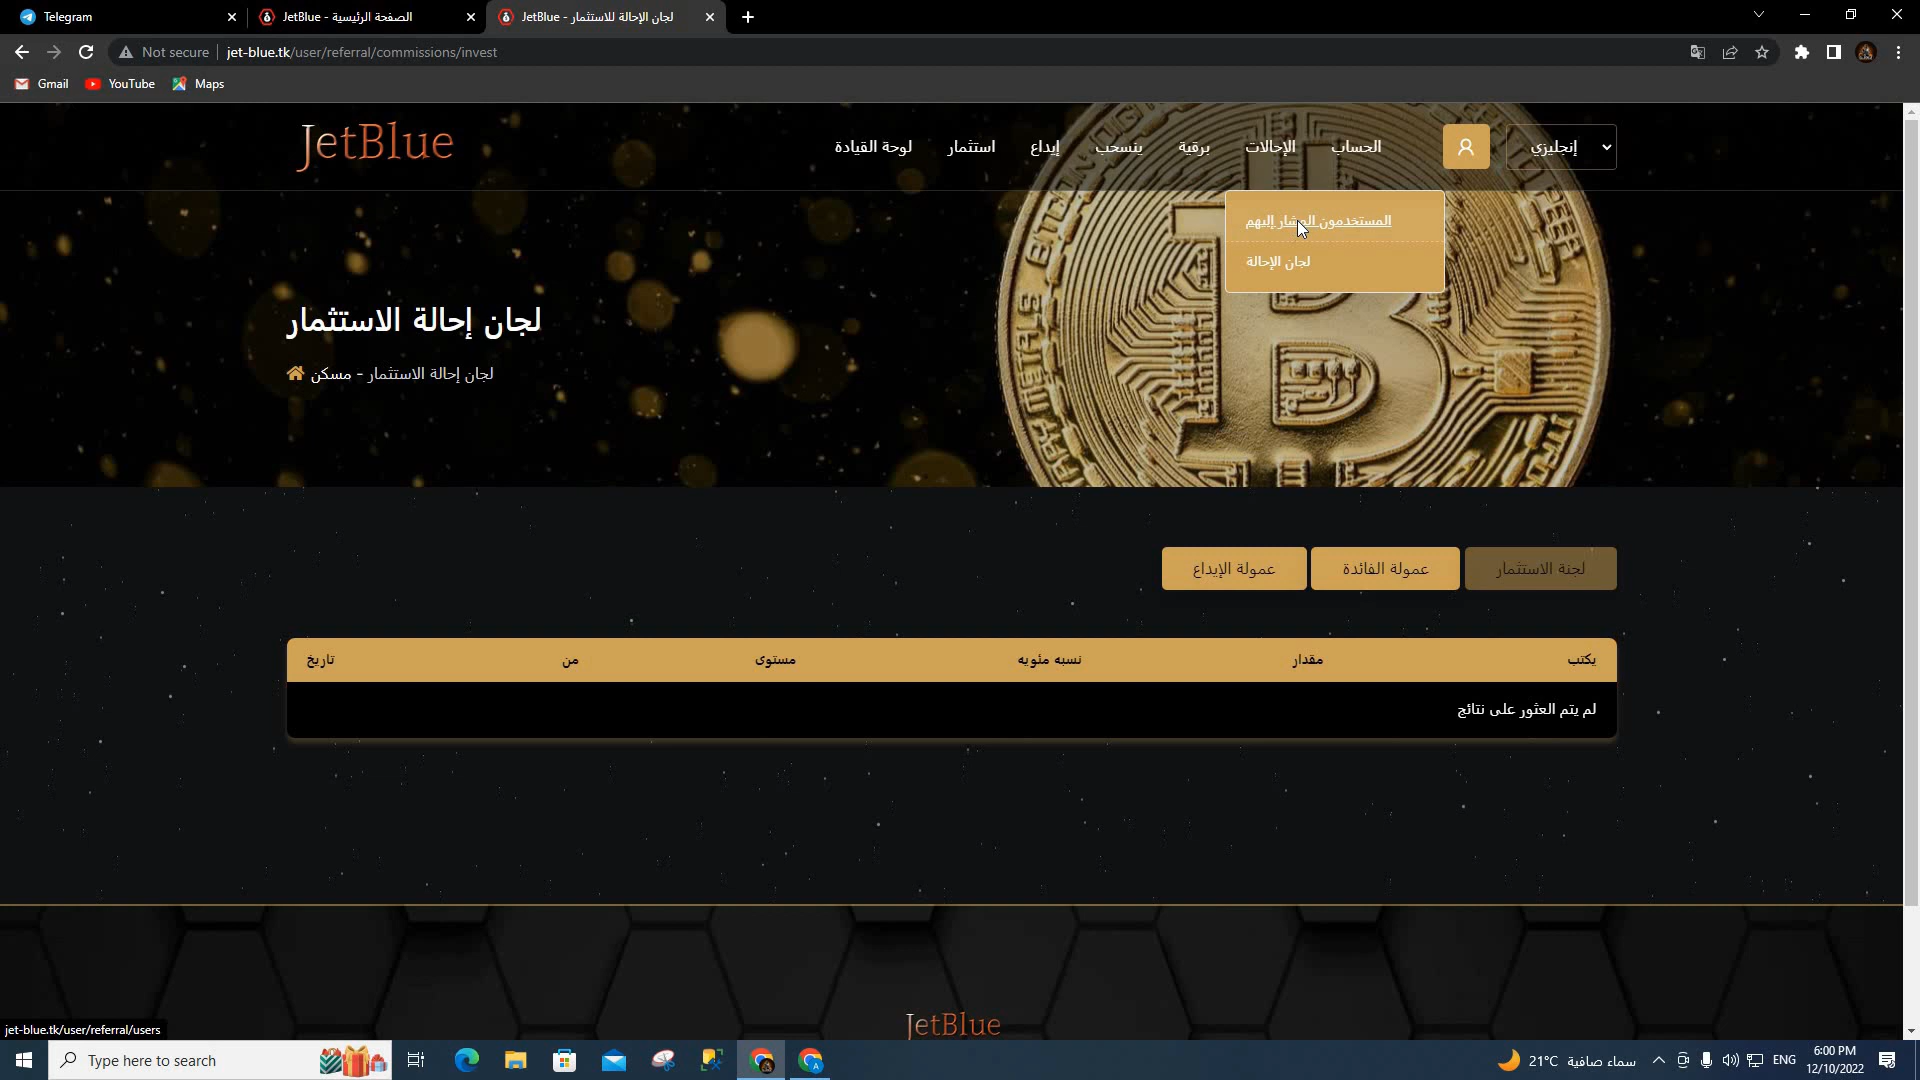 Telegram
JetBlue - الصفحة الرئيسية
JetBlue - لجان الإحالة للاستثمار
Not secure
jet-blue.tk/user/referral/commissions/invest
Gmail
YouTube
Maps
JetBlue
لوحة القيادة
استثمار
إيداع
ينسحب
برقية
الإحالات
الحساب
إنجليزي
المستخدمون المشار إليهم
لجان الإحالة
لجان إحالة الاستثمار
مسكن - لجان إحالة الاستثمار
لجنة الاستثمار
عمولة الفائدة
عمولة الإيداع
يكتب
مقدار
نسبه مئويه
مستوى
من
تاريخ
لم يتم العثور على نتائج
JetBlue
jet-blue.tk/user/referral/users
Type here to search
21°C سماء صافية
ENG
6:00 PM
12/10/2022